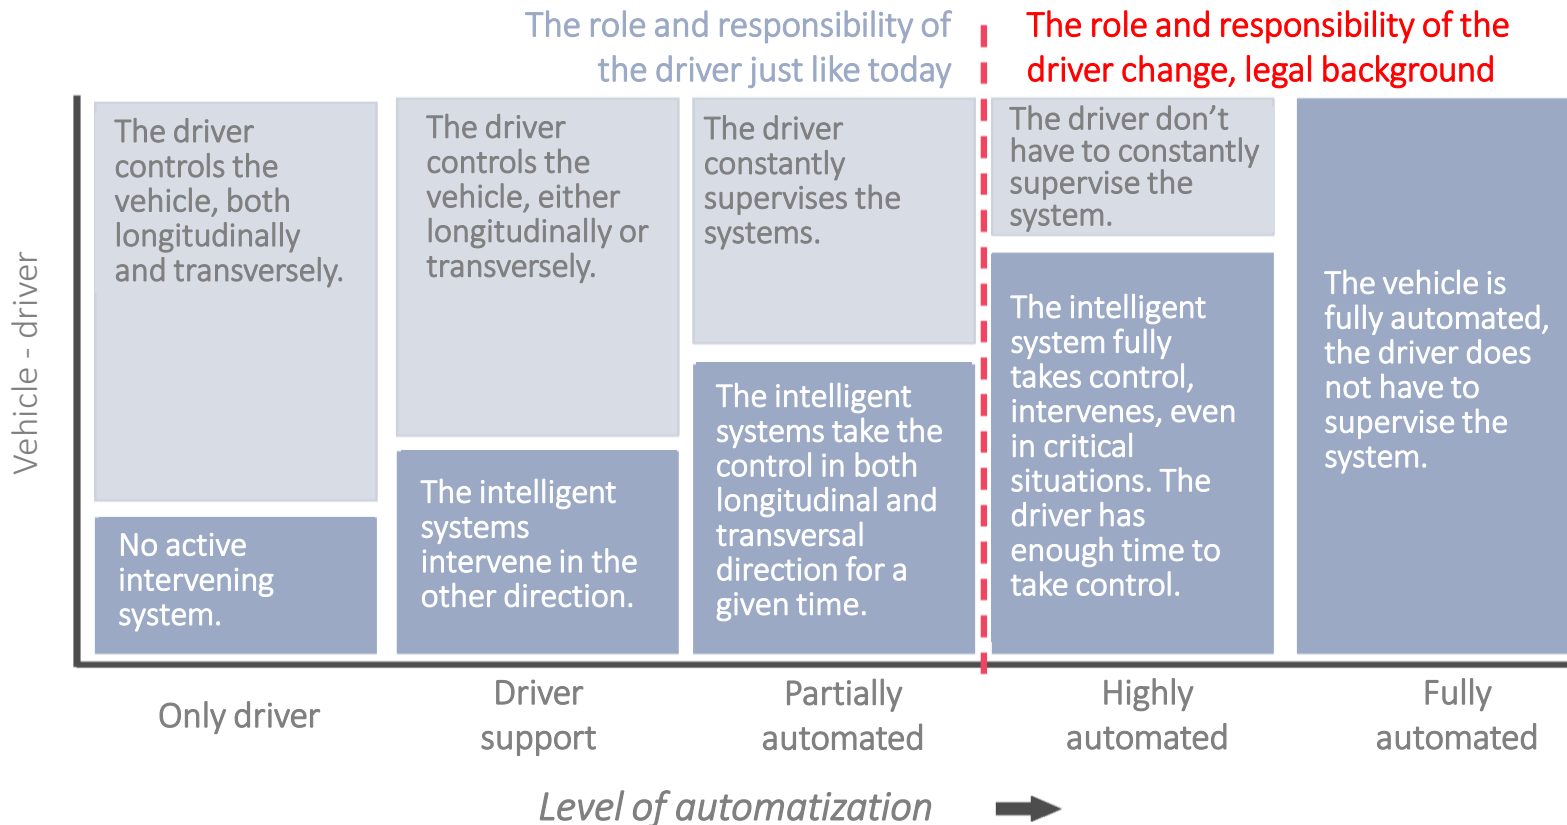 The role and responsibility of
the driver just like today
The role and responsibility of the
driver change, legal background
Vehicle - driver
The driver
controls the
vehicle, both
longitudinally
and transversely.
No active
intervening
system.
The driver
controls the
vehicle, either
longitudinally or
transversely.
The intelligent
systems
intervene in the
other direction.
The driver
constantly
supervises the
systems.
The intelligent
systems take the
control in both
longitudinal and
transversal
direction for a
given time.
The driver don’t
have to constantly
supervise the
system.
The intelligent
system fully
takes control,
intervenes, even
in critical
situations. The
driver has
enough time to
take control.
The vehicle is
fully automated,
the driver does
not have to
supervise the
system.
Only driver
Driver
support
Partially
automated
Highly
automated
Fully
automated
Level of automatization